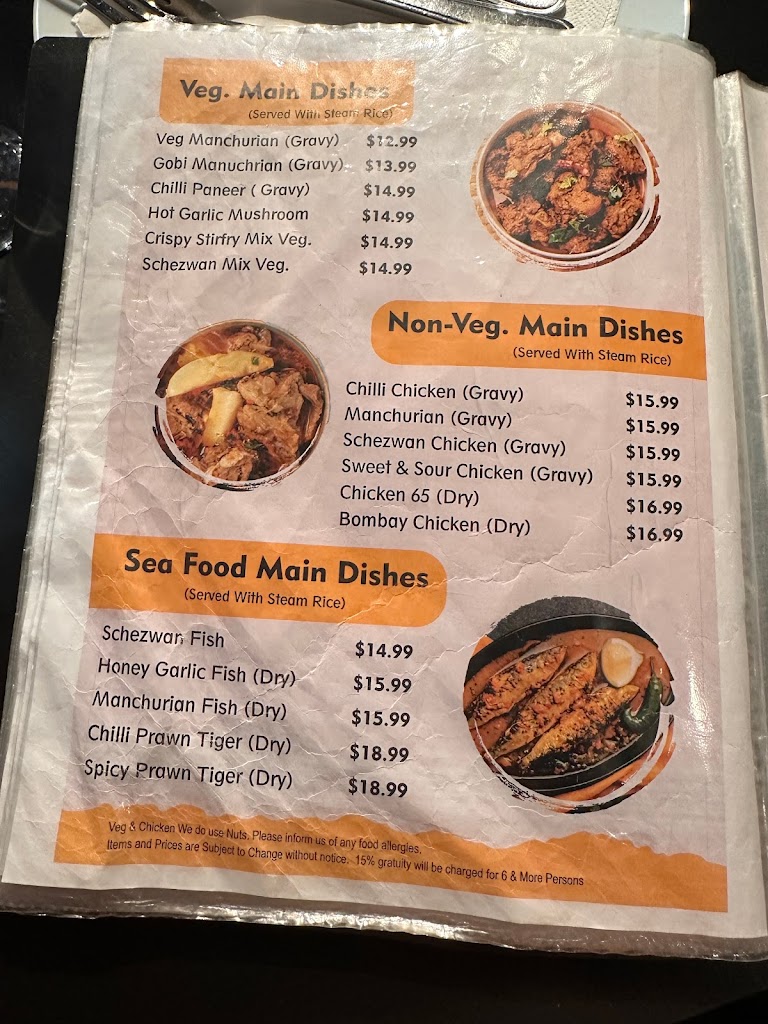 Veg. Main Dishes
(Served With Steam Rice)
Veg Manchurian (Gravy) $12.99
Gobi Manuchrian (Gravy) $13.99
Chilli Paneer ( Gravy) $14.99
Hot Garlic Mushroom $14.99
Crispy Stirfry Mix Veg. $14.99
Schezwan Mix Veg. $14.99
Non-Veg. Main Dishes
(Served With Steam Rice)
Chilli Chicken (Gravy) $15.99
Manchurian (Gravy) $15.99
Schezwan Chicken (Gravy) $15.99
Sweet & Sour Chicken (Gravy) $15.99
Chicken 65 (Dry) $16.99
Bombay Chicken (Dry) $16.99
Sea Food Main Dishes
(Served With Steam Rice)
Schezwan Fish $14.99
Honey Garlic Fish (Dry) $15.99
Manchurian Fish (Dry) $15.99
Chilli Prawn Tiger (Dry) $18.99
Spicy Prawn Tiger (Dry) $18.99
Veg & Chicken We do use Nuts. Please inform us of any food allergies.
Items and Prices are Subject to Change without notice. 15% gratuity will be charged for 6 & More Persons